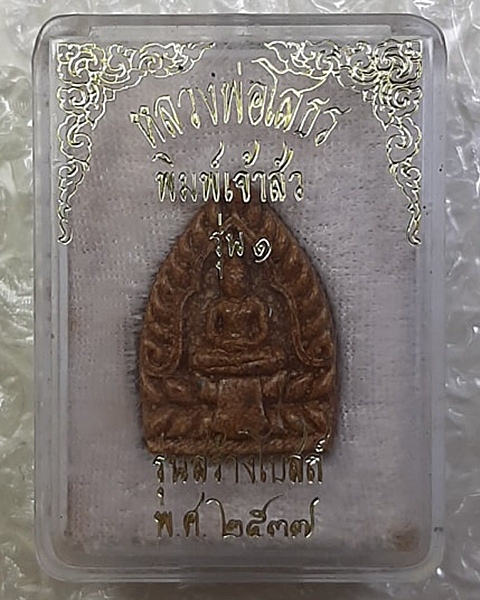 หลวงพ่อโสธร
พิมพ์เจ้าสัว
รุ่น ๑
รุ่นสร้างโบสถ์
พ.ศ. ๒๕๓๗